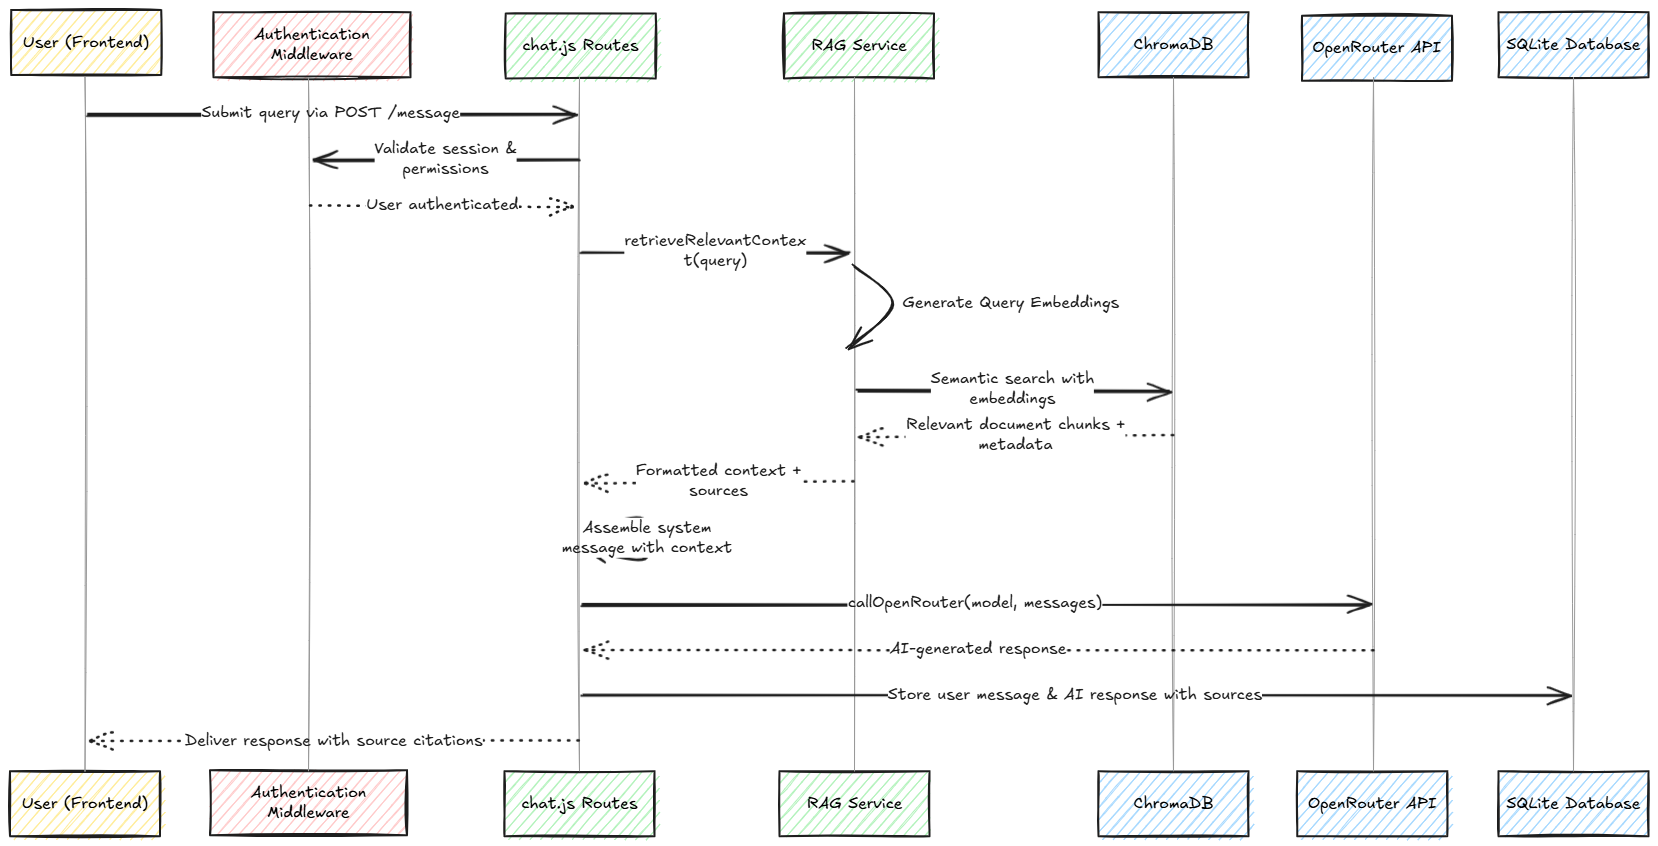 User (Frontend)
Authentication
Middleware
chat.js Routes
RAG Service
ChromaDB
OpenRouter API
SQLite Database
Submit query via POST /message
Validate session &
permissions
User authenticated
retrieveRelevantContex
t(query)
Generate Query Embeddings
Semantic search with
embeddings
Relevant document chunks +
metadata
Formatted context +
sources
Assemble system
message with context
callOpenRouter(model, messages)
AI-generated response
Store user message & AI response with sources
Deliver response with source citations
User (Frontend)
Authentication
Middleware
chat.js Routes
RAG Service
ChromaDB
OpenRouter API
SQLite Database